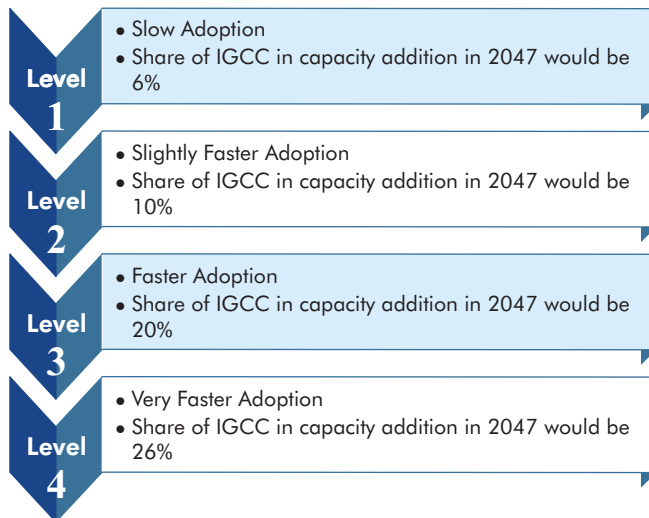 Level
1
• Slow Adoption
• Share of IGCC in capacity addition in 2047 would be
6%
Level
2
• Slightly Faster Adoption
• Share of IGCC in capacity addition in 2047 would be
10%
Level
3
• Faster Adoption
• Share of IGCC in capacity addition in 2047 would be
20%
Level
4
• Very Faster Adoption
• Share of IGCC in capacity addition in 2047 would be
26%